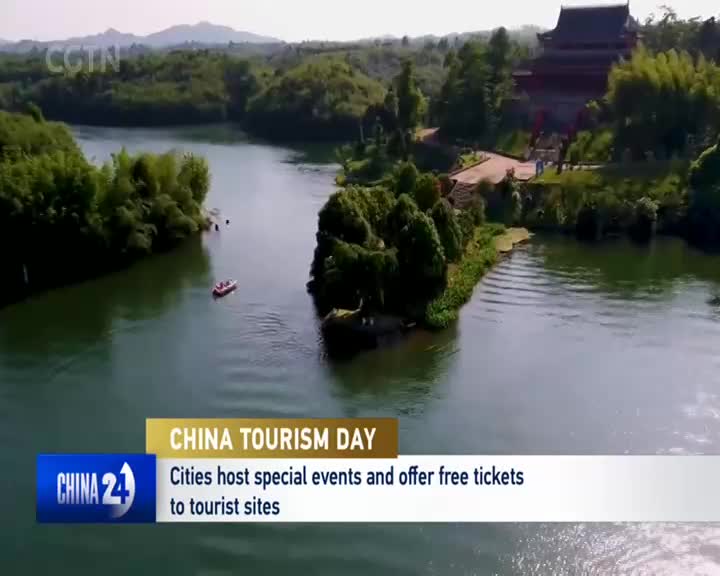 CGTN
CHINA TOURISM DAY
CHINA 24
Cities host special events and offer free tickets
to tourist sites